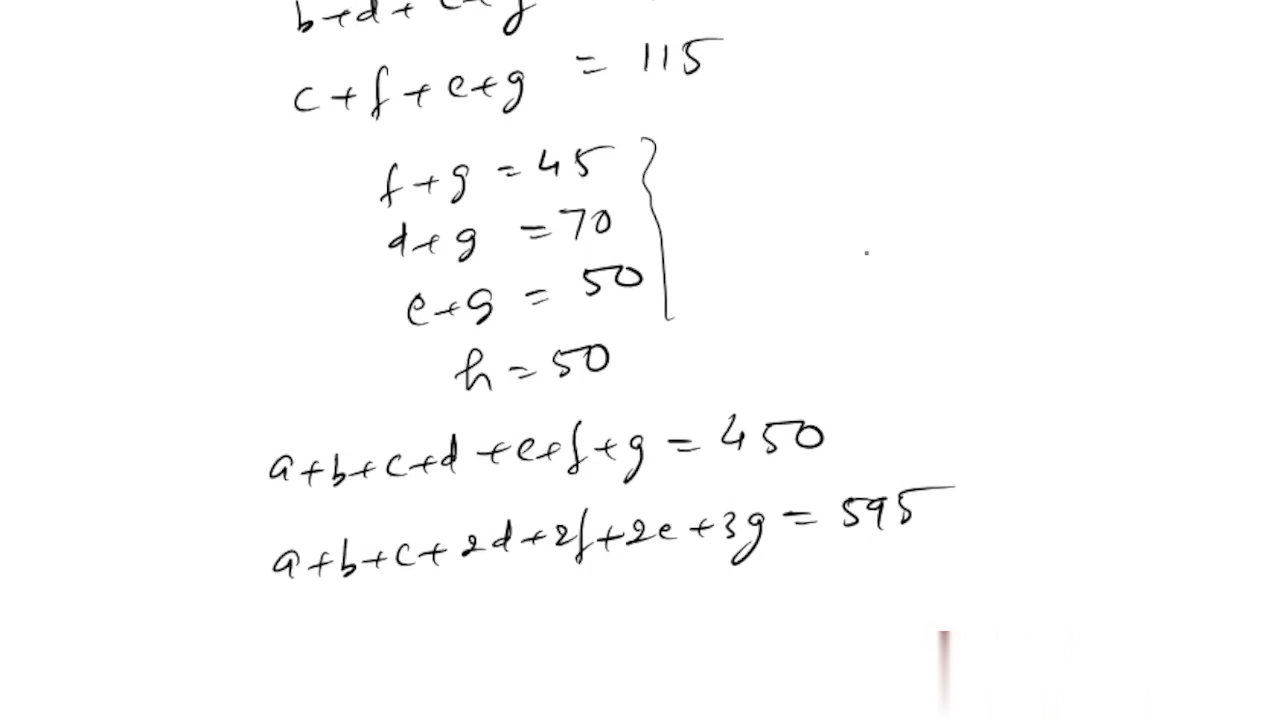 b+d+e+g
c+f+e+g = 115
f+g = 45
d+g = 70
e+g = 50
h = 50
a+b+c+d+e+f+g = 450
a+b+c+2d+2f+2e+3g = 595